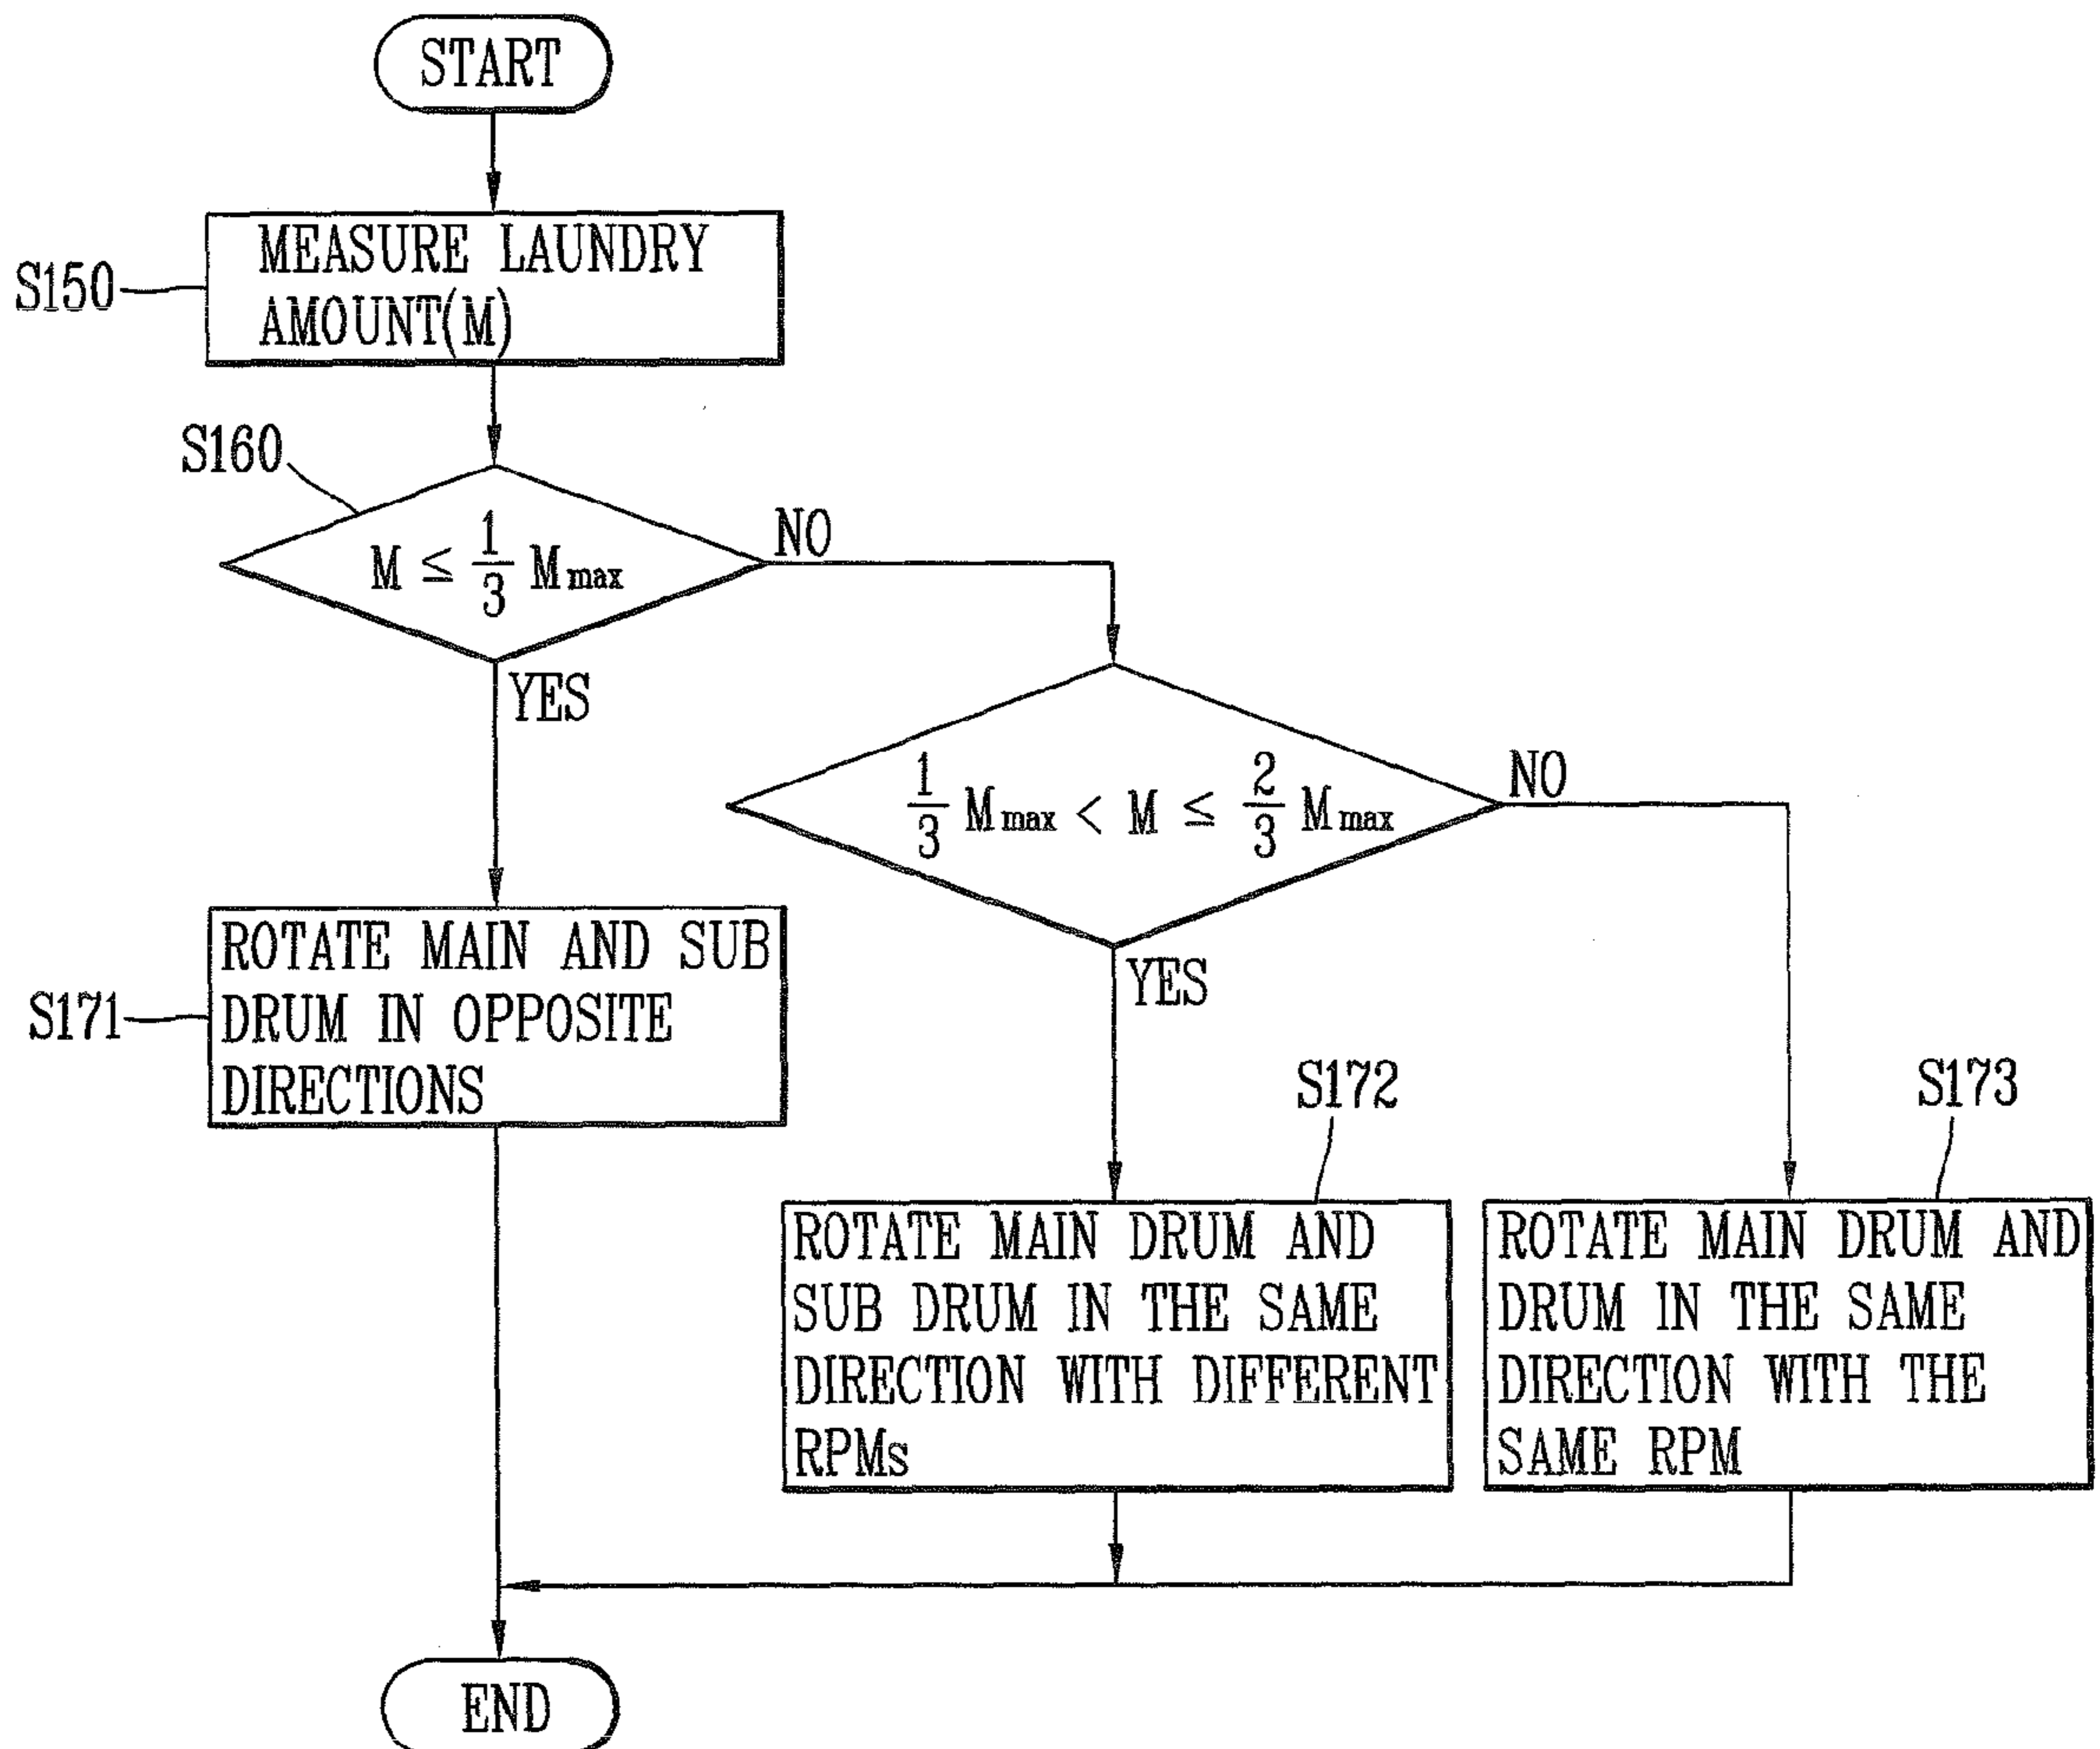 START
S150
MEASURE LAUNDRY
AMOUNT(M)
S160
M ≤ 1/3 Mmax
NO
YES
1/3 Mmax < M ≤ 2/3 Mmax
NO
YES
S171
ROTATE MAIN AND SUB
DRUM IN OPPOSITE
DIRECTIONS
S172
ROTATE MAIN DRUM AND
SUB DRUM IN THE SAME
DIRECTION WITH DIFFERENT
RPMs
S173
ROTATE MAIN DRUM AND
DRUM IN THE SAME
DIRECTION WITH THE
SAME RPM
END